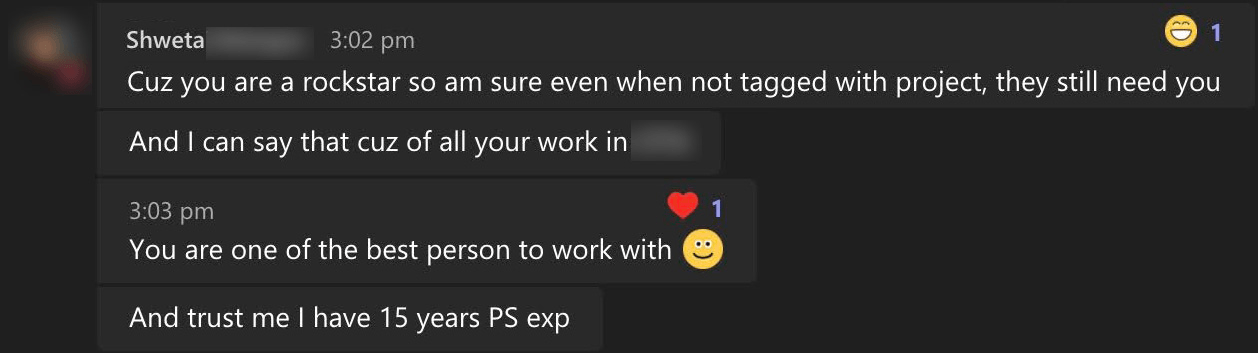 Shweta 3:02 pm 1
Cuz you are a rockstar so am sure even when not tagged with project, they still need you
And I can say that cuz of all your work in
3:03 pm 1
You are one of the best person to work with
And trust me I have 15 years PS exp